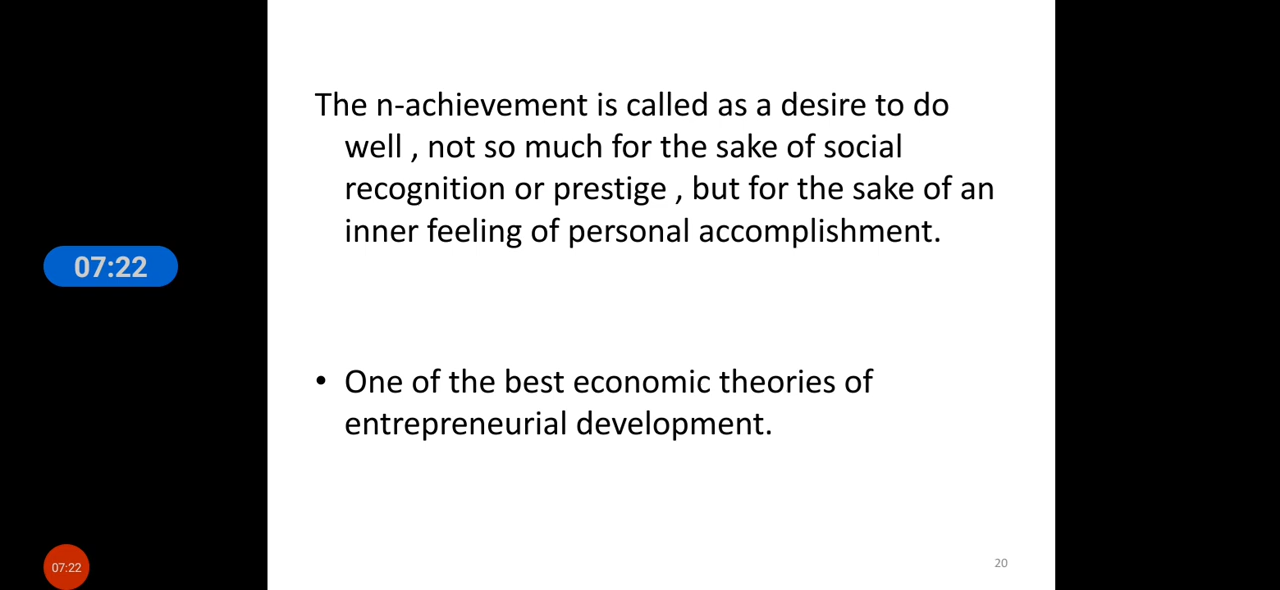 The n-achievement is called as a desire to do
well , not so much for the sake of social
recognition or prestige , but for the sake of an
inner feeling of personal accomplishment.
07:22
• One of the best economic theories of
entrepreneurial development.
07:22
20